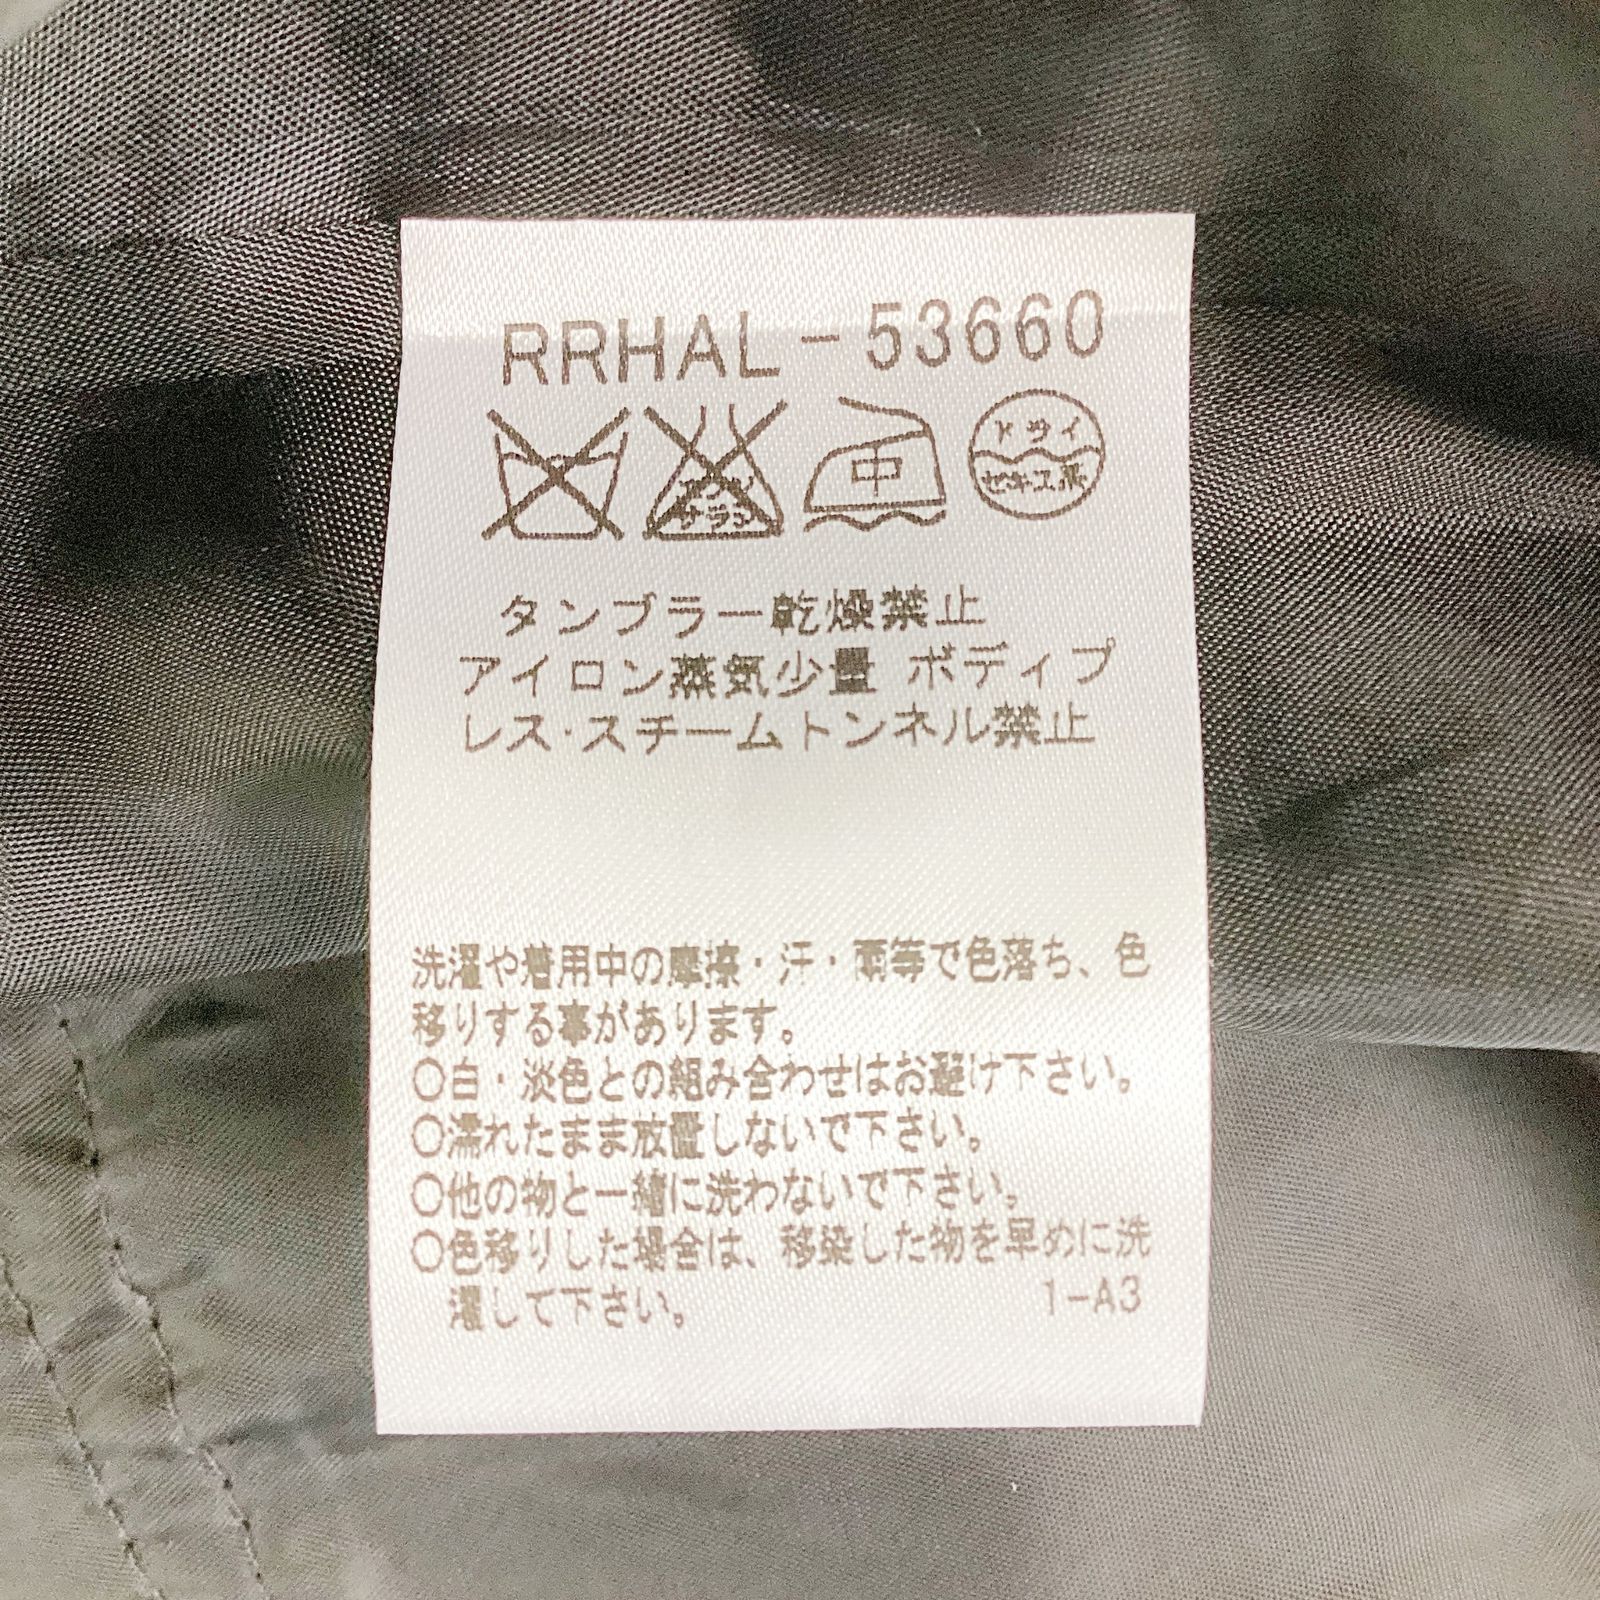 RRHAL-53660
エンソ
サラシ
中
ドライ
セキユ系
タンブラー乾燥禁止
アイロン蒸気少量 ボディプ
レス・スチームトンネル禁止
洗濯や着用中の摩擦・汗・雨等で色落ち、色
移りする事があります。
○白・淡色との組み合わせはお避け下さい。
○濡れたまま放置しないで下さい。
○他の物と一緒に洗わないで下さい。
○色移りした場合は、移染した物を早めに洗
濯して下さい。
1-A3